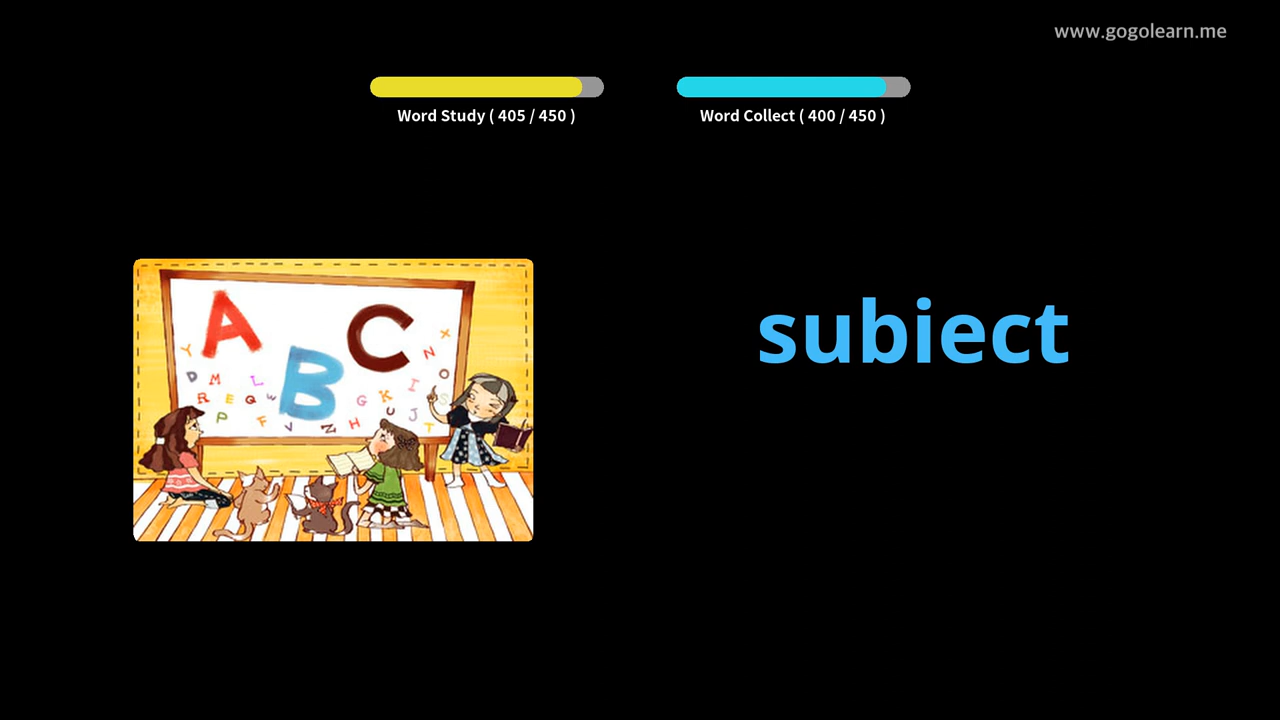 www.gogolearn.me
Word Study ( 405 / 450 )
Word Collect ( 400 / 450 )
subiect
A
B
C
X
Y
N
D M L I O
R E Q W G K S
P F V Z H U J T